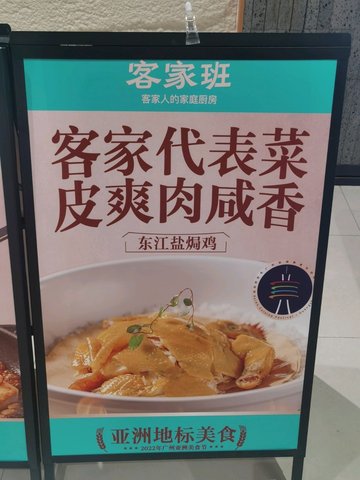 客家班
客家人的家庭厨房
客家代表菜
皮爽肉咸香
东江盐焗鸡
亚洲地标美食
2022年广州亚洲美食节